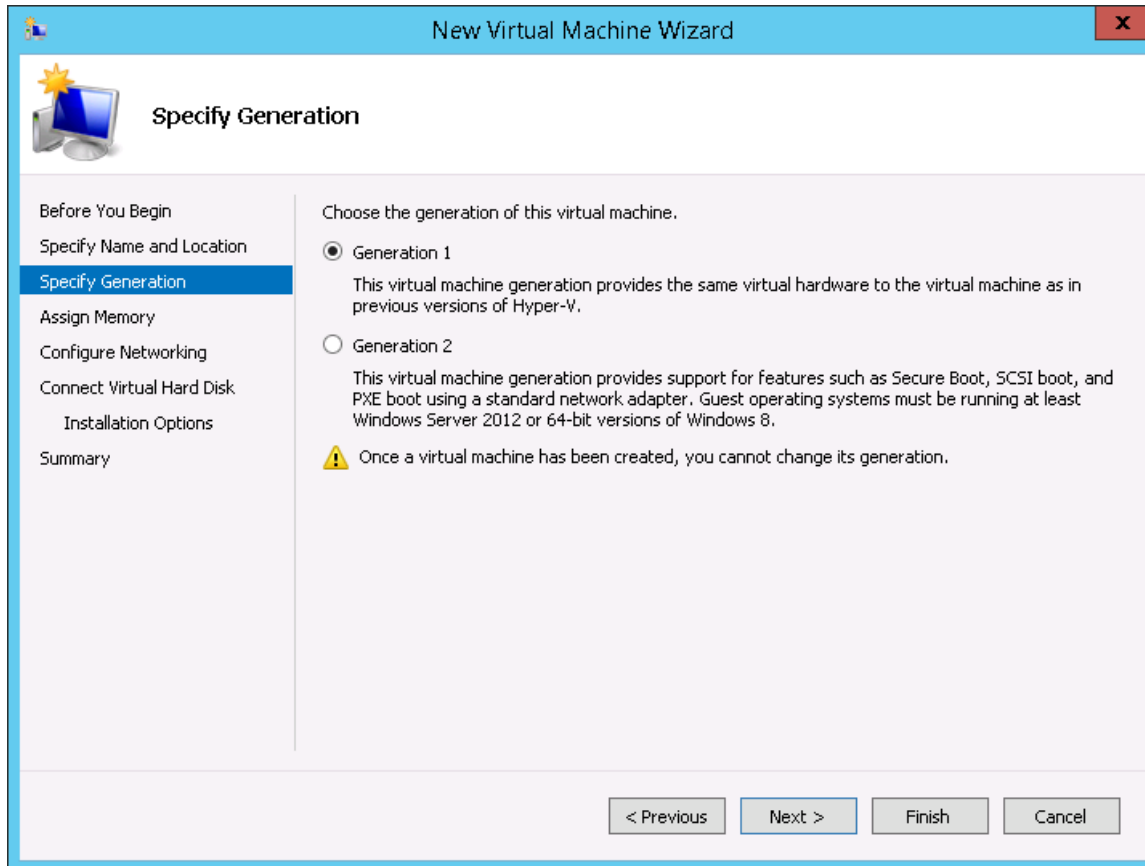 New Virtual Machine Wizard
X
Specify Generation
Before You Begin
Specify Name and Location
Specify Generation
Assign Memory
Configure Networking
Connect Virtual Hard Disk
Installation Options
Summary
Choose the generation of this virtual machine.
Generation 1
This virtual machine generation provides the same virtual hardware to the virtual machine as in
previous versions of Hyper-V.
Generation 2
This virtual machine generation provides support for features such as Secure Boot, SCSI boot, and
PXE boot using a standard network adapter. Guest operating systems must be running at least
Windows Server 2012 or 64-bit versions of Windows 8.
Once a virtual machine has been created, you cannot change its generation.
< Previous
Next >
Finish
Cancel